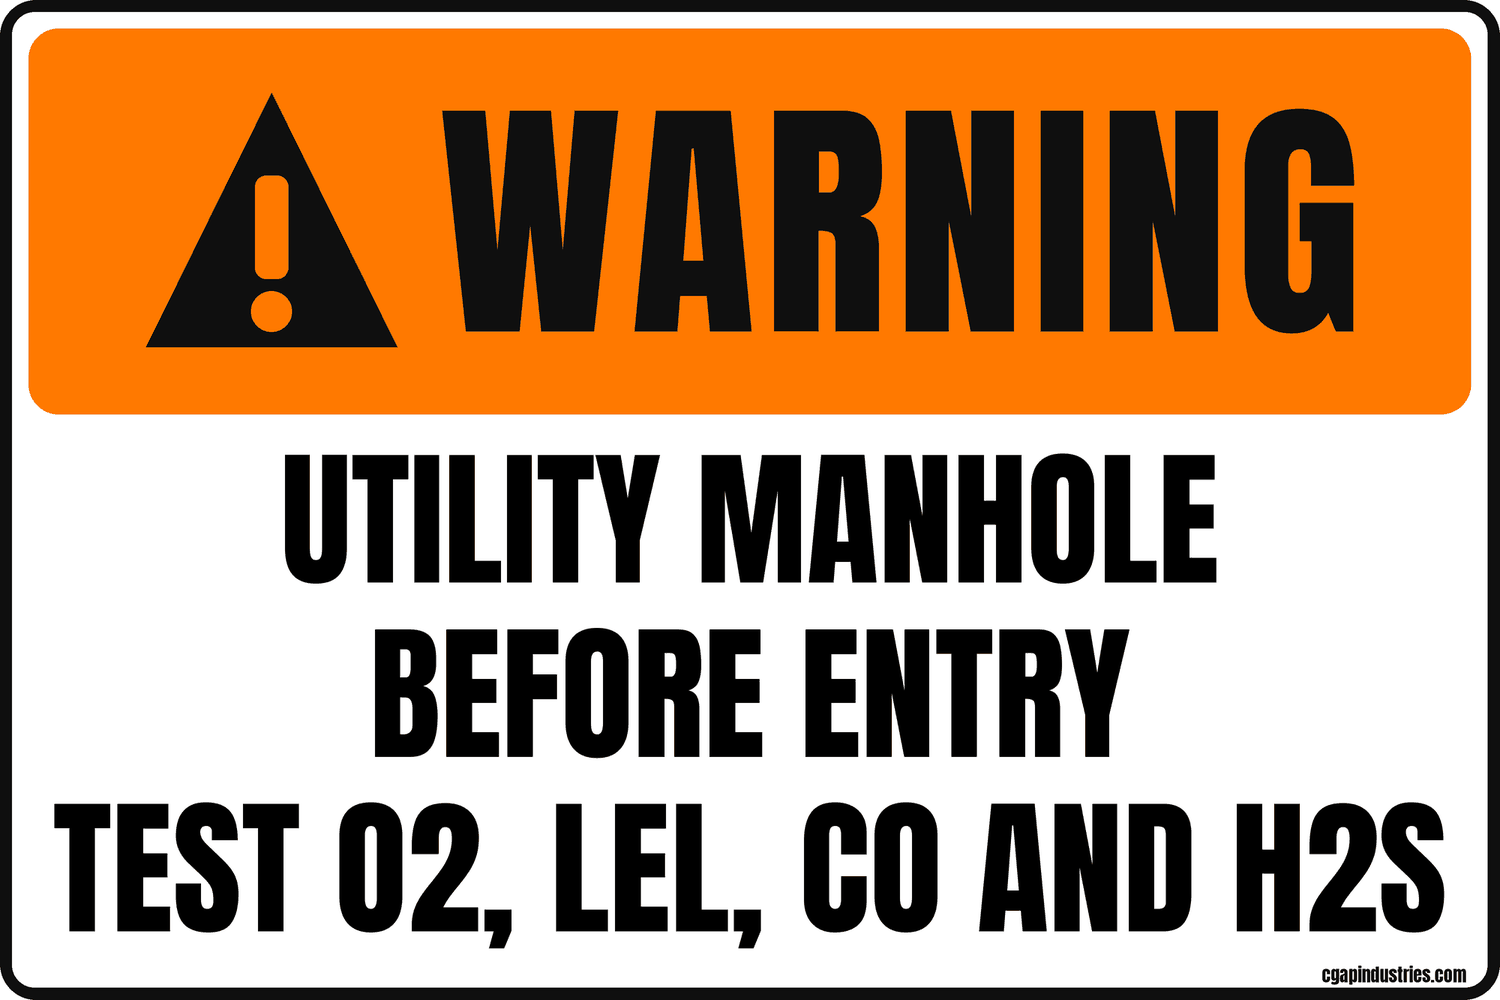 WARNING
UTILITY MANHOLE
BEFORE ENTRY
TEST O2, LEL, CO AND H2S
cgapindustries.com